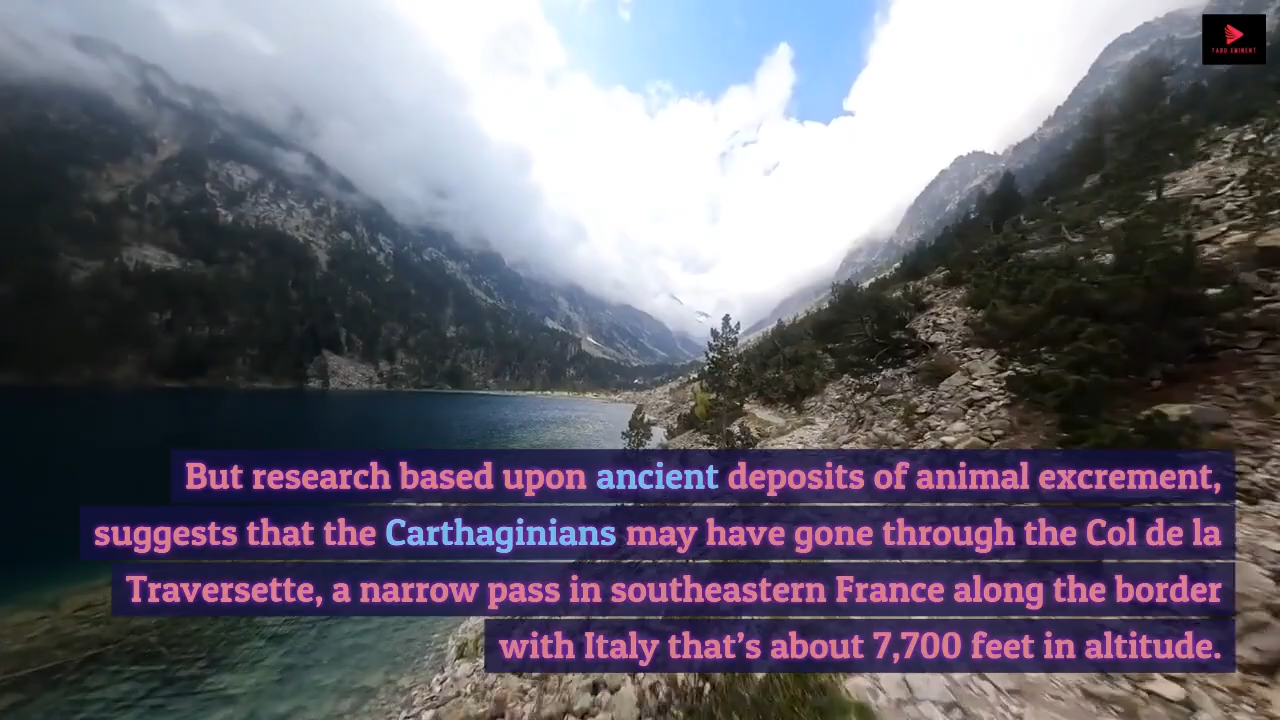 TABU EMINENT
But research based upon ancient deposits of animal excrement,
suggests that the Carthaginians may have gone through the Col de la
Traversette, a narrow pass in southeastern France along the border
with Italy that’s about 7,700 feet in altitude.